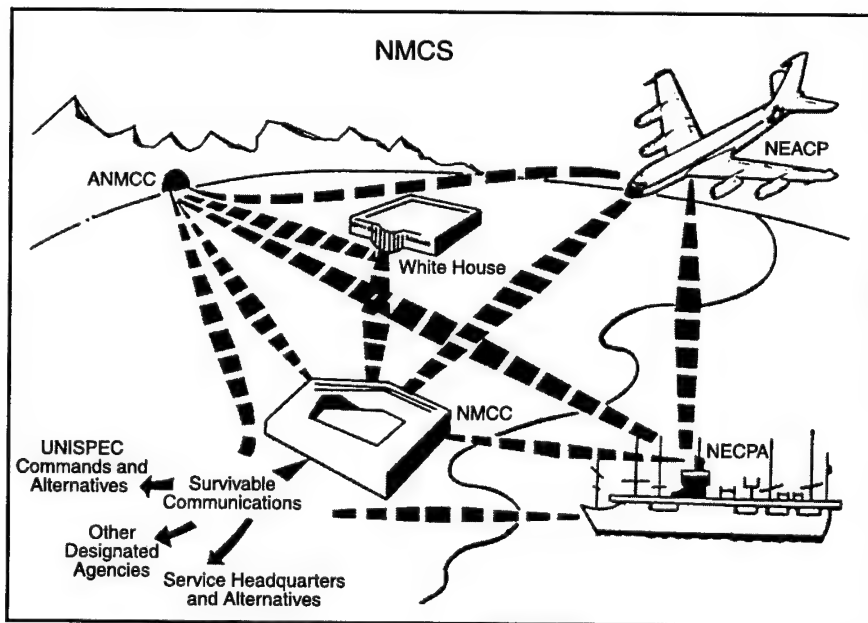 NMCS
NEACP
ANMCC
White House
NMCC
NECPA
UNISPEC
Commands and
Alternatives
Survivable
Communications
Other
Designated
Agencies
Service Headquarters
and Alternatives